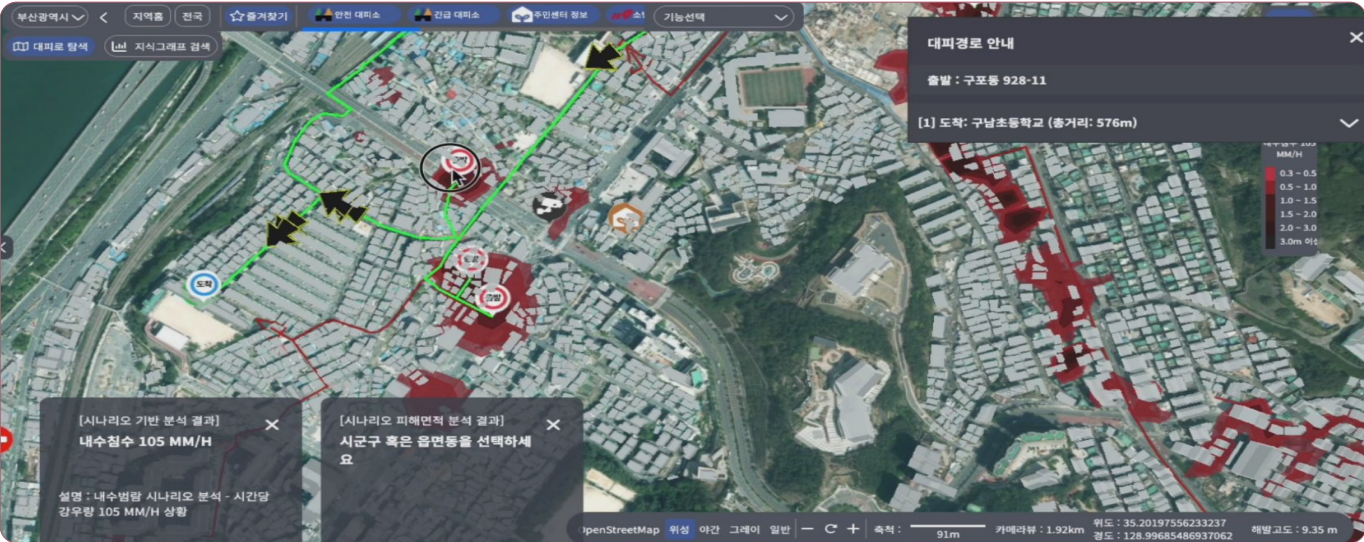 부산광역시
지역홈
전국
즐겨찾기
안전 대피소
긴급 대피소
주민센터 정보
기능선택
대피로 탐색
지식그래프 검색
대피경로 안내
출발 : 구포동 928-11
[1] 도착: 구남초등학교 (총거리: 576m)
MM/H
0.3 ~ 0.5
0.5 ~ 1.0
1.0 ~ 1.5
1.5 ~ 2.0
2.0 ~ 3.0
3.0m
도착
출발
[시나리오 기반 분석 결과]
내수침수 105 MM/H
설명 : 내수범람 시나리오 분석 - 시간당
강우량 105 MM/H 상황
[시나리오 피해면적 분석 결과]
시군구 혹은 읍면동을 선택하세
요
OpenStreetMap 위성 야간 그레이 일반
축척 :
91m
카메라뷰 : 1.92km
위도 : 35.20197556233237
경도 : 128.99685486937062
해발고도 : 9.35 m